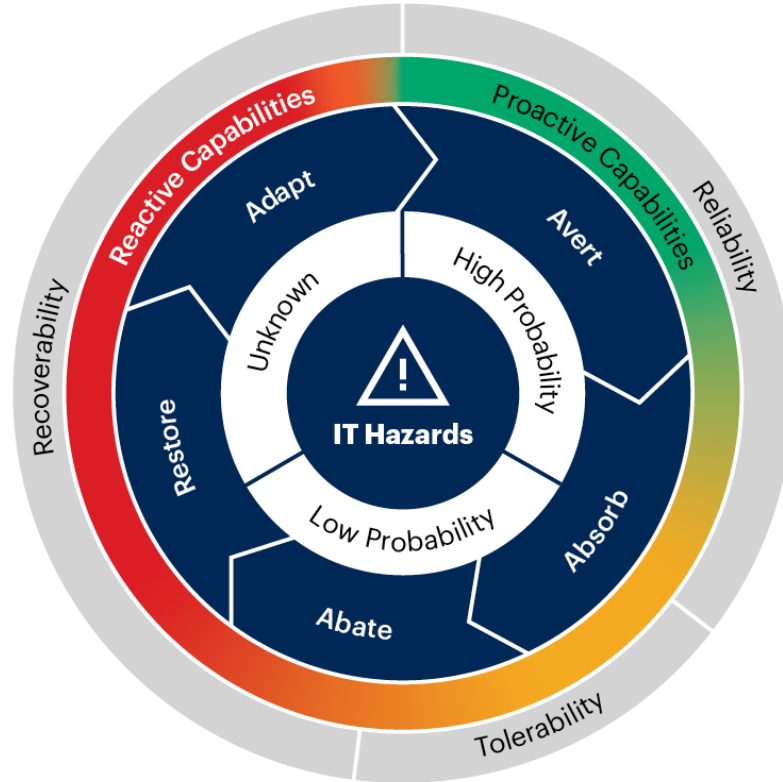 Reactive Capabilities
Proactive Capabilities
Reliability
Tolerability
Recoverability
Adapt
Avert
Absorb
Abate
Restore
Unknown
High Probability
Low Probability
!
IT Hazards